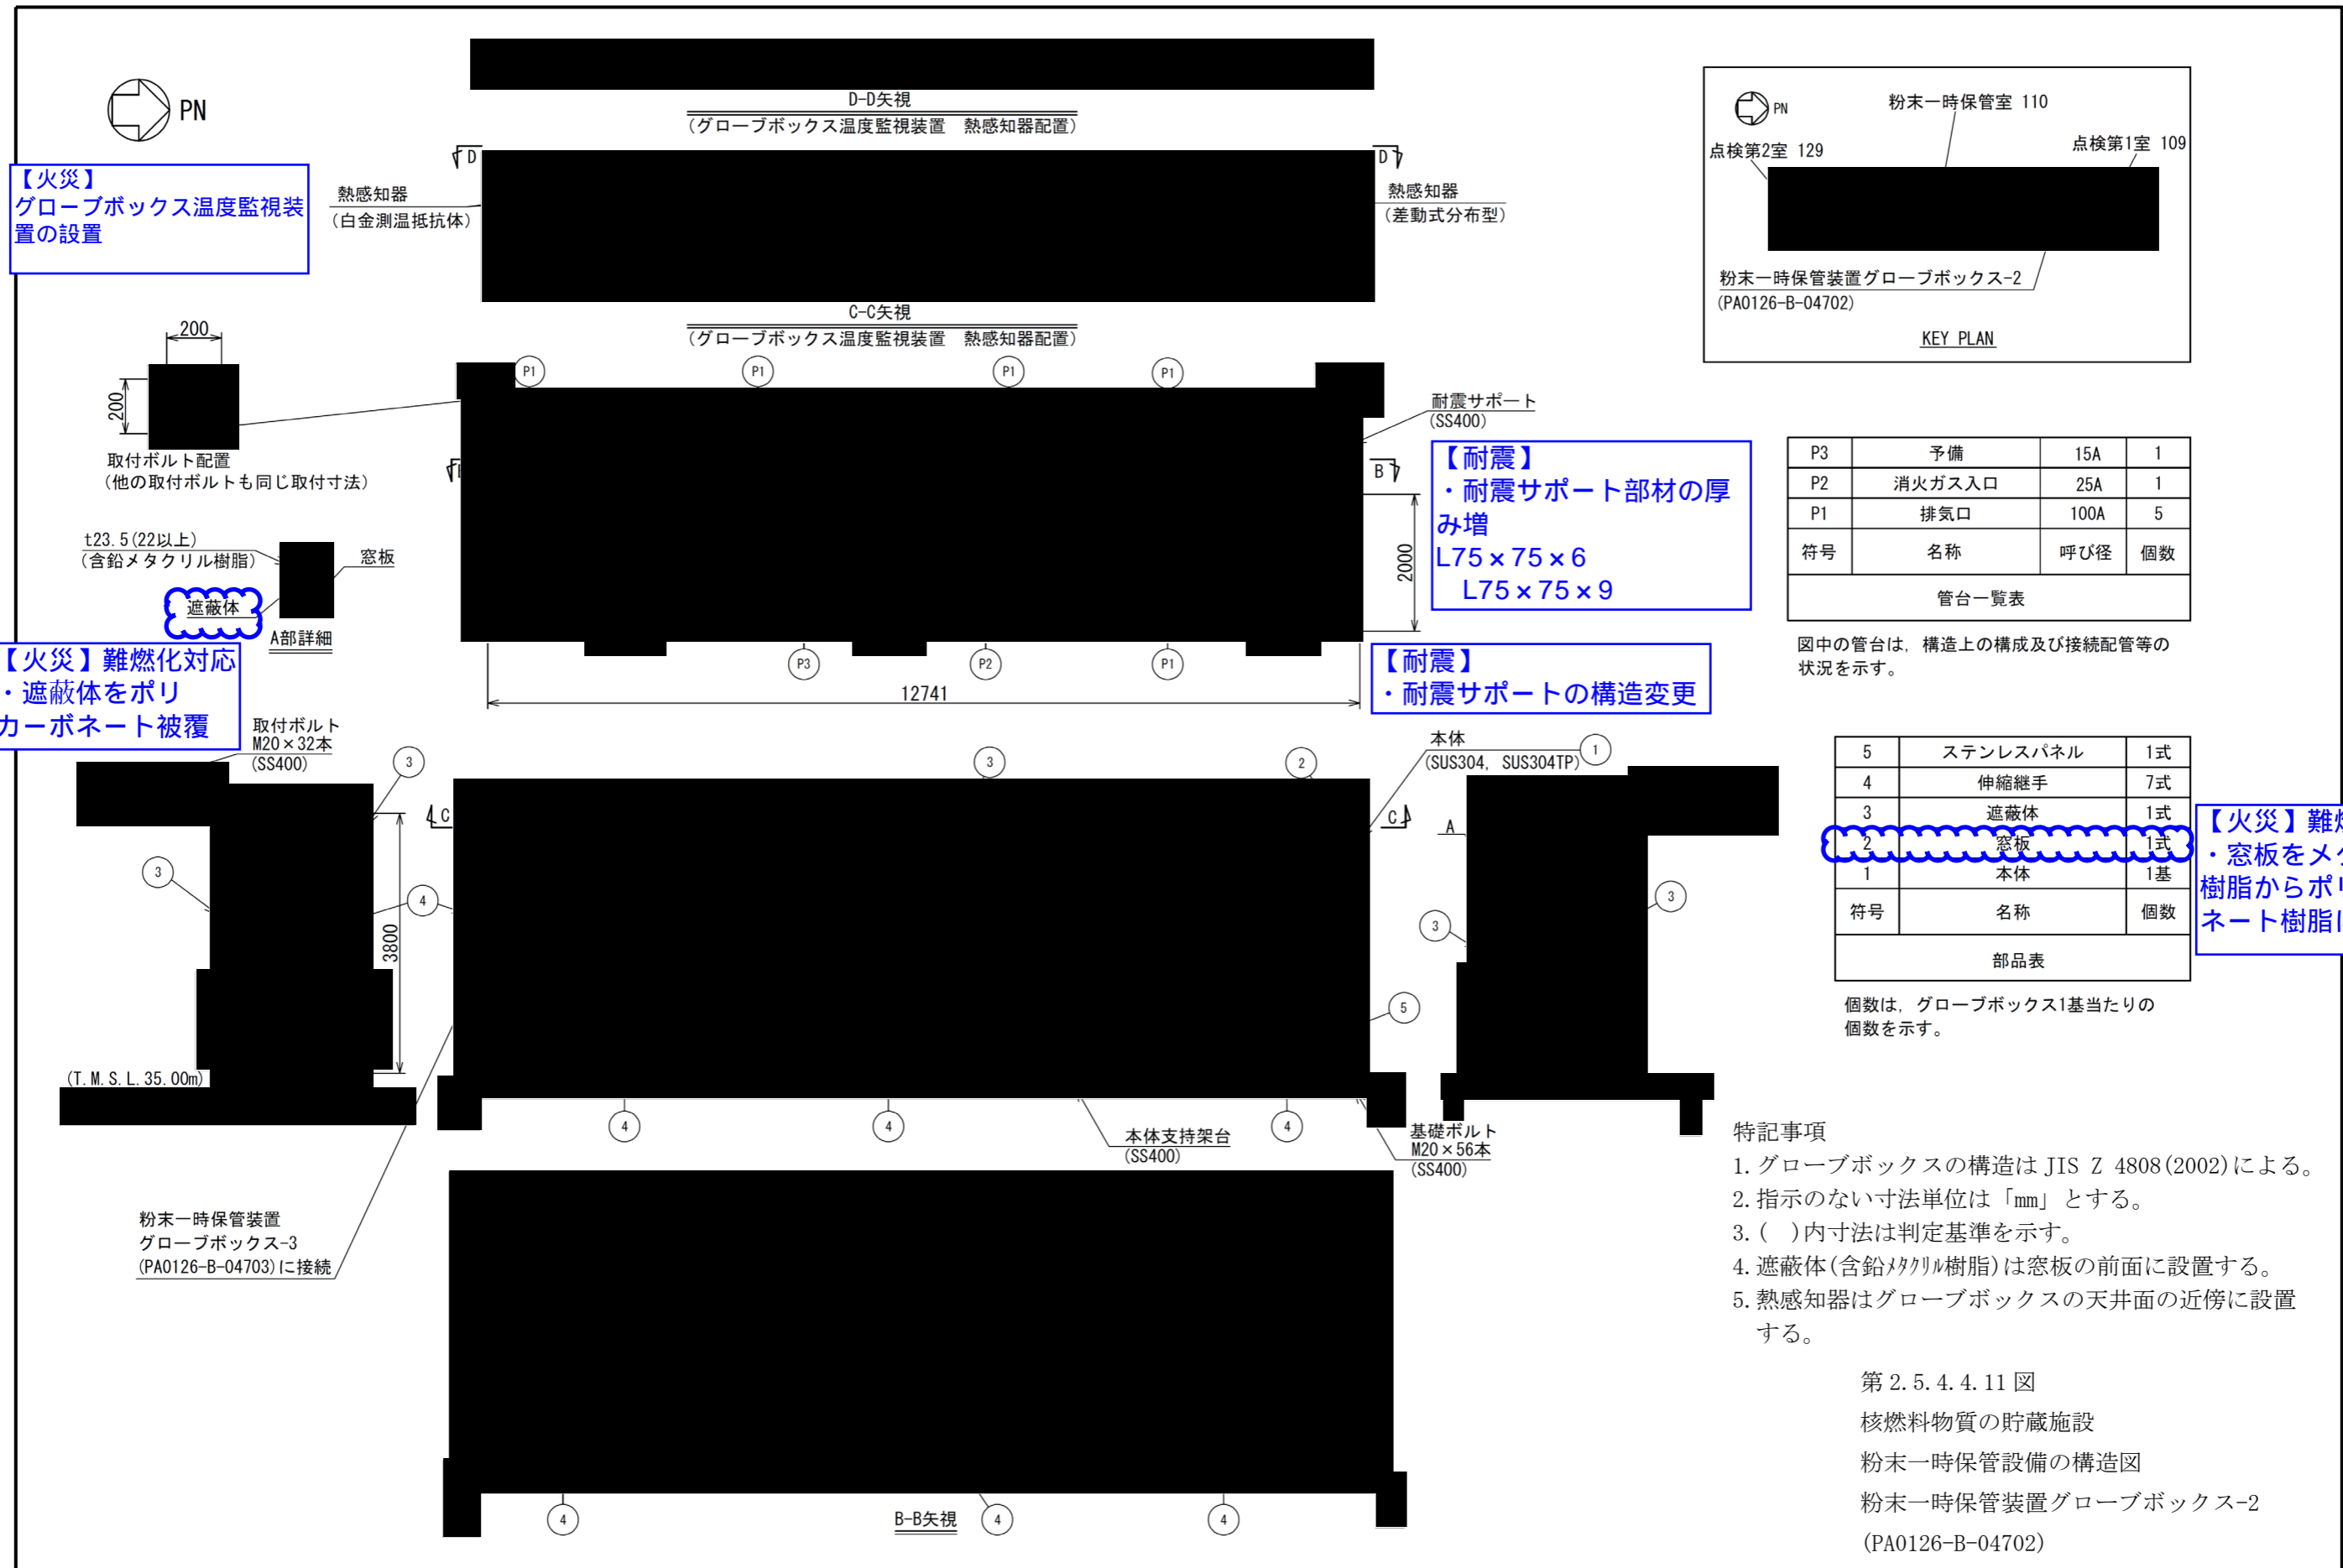 PN
D-D矢視
(グローブボックス温度監視装置　熱感知器配置)
【火災】
グローブボックス温度監視装
置の設置
D
D
熱感知器
(白金測温抵抗体)
熱感知器
(差動式分布型)
C-C矢視
(グローブボックス温度監視装置　熱感知器配置)
PN
粉末一時保管室 110
点検第2室 129
点検第1室 109
粉末一時保管装置グローブボックス-2
(PA0126-B-04702)
KEY PLAN
200
200
取付ボルト配置
(他の取付ボルトも同じ取付寸法)
P1
P1
P1
P1
耐震サポート
(SS400)
B
2000
【耐震】
・耐震サポート部材の厚
み増
L75×75×6
L75×75×9
P3 予備 15A 1
P2 消火ガス入口 25A 1
P1 排気口 100A 5
符号 名称 呼び径 個数
管台一覧表
図中の管台は，構造上の構成及び接続配管等の
状況を示す。
t23.5(22以上)
(含鉛メタクリル樹脂)
窓板
遮蔽体
A部詳細
【火災】難燃化対応
・遮蔽体をポリ
カーボネート被覆
P3
P2
P1
12741
【耐震】
・耐震サポートの構造変更
取付ボルト
M20×32本
(SS400)
3
3
4
3800
(T.M.S.L.35.00m)
3
2
本体
(SUS304, SUS304TP)
1
C
C
A
3
3
5
4
4
4
本体支持架台
(SS400)
基礎ボルト
M20×56本
(SS400)
粉末一時保管装置
グローブボックス-3
(PA0126-B-04703)に接続
4
4
4
B-B矢視
5 ステンレスパネル 1式
4 伸縮継手 7式
3 遮蔽体 1式
2 窓板 1式
1 本体 1基
符号 名称 個数
部品表
【火災】難
・窓板をメ
樹脂からポリ
ネート樹脂
個数は，グローブボックス1基当たりの
個数を示す。
特記事項
1.グローブボックスの構造は JIS Z 4808(2002)による。
2.指示のない寸法単位は「mm」とする。
3.(　)内寸法は判定基準を示す。
4.遮蔽体(含鉛ﾒﾀｸﾘﾙ樹脂)は窓板の前面に設置する。
5.熱感知器はグローブボックスの天井面の近傍に設置
する。
第 2.5.4.4.11 図
核燃料物質の貯蔵施設
粉末一時保管設備の構造図
粉末一時保管装置グローブボックス-2
(PA0126-B-04702)